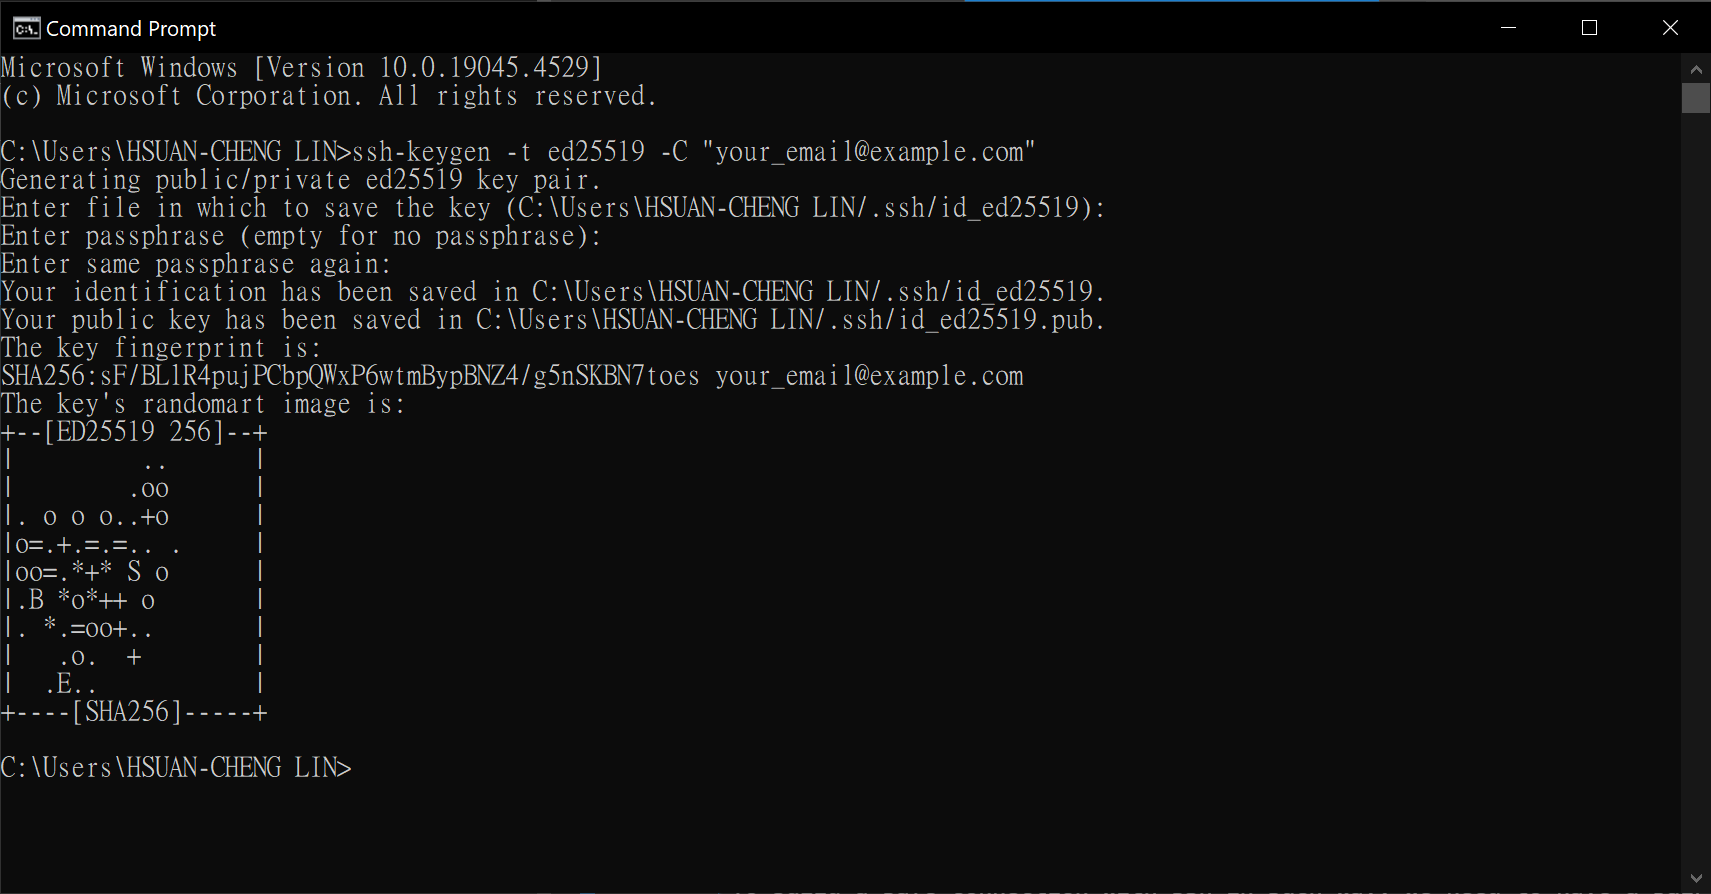 Command Prompt
Microsoft Windows [Version 10.0.19045.4529]
(c) Microsoft Corporation. All rights reserved.
C:\Users\HSUAN-CHENG LIN>ssh-keygen -t ed25519 -C "your_email@example.com"
Generating public/private ed25519 key pair.
Enter file in which to save the key (C:\Users\HSUAN-CHENG LIN/.ssh/id_ed25519):
Enter passphrase (empty for no passphrase):
Enter same passphrase again:
Your identification has been saved in C:\Users\HSUAN-CHENG LIN/.ssh/id_ed25519.
Your public key has been saved in C:\Users\HSUAN-CHENG LIN/.ssh/id_ed25519.pub.
The key fingerprint is:
SHA256:sF/BL1R4pujPCbpQWxP6wtmBypBNZ4/g5nSKBN7toes your_email@example.com
The key's randomart image is:
+--[ED25519 256]--+
|          ..      |
|         .oo      |
|. o o o..+o      |
|o=.+.=.=.. .     |
|oo=.*+* S o      |
|.B *o*++ o       |
|. *.=oo+..       |
|   .o.  +        |
|  .E..           |
+----[SHA256]-----+
C:\Users\HSUAN-CHENG LIN>